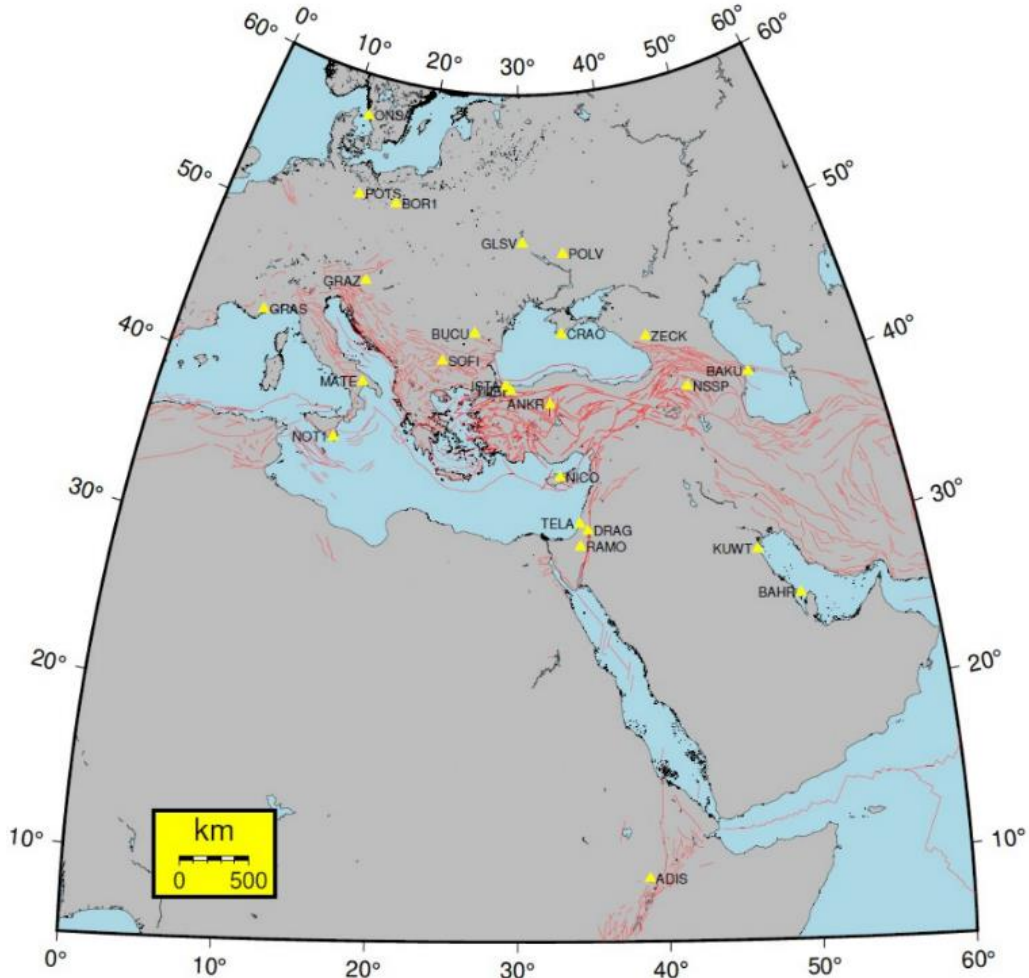 0° 10° 20° 30° 40° 50° 60°
60° 60°
ONSA
50° 50°
POTS
BOR1
GLSV
POLV
GRAZ
GRAS
40° 40°
BUCU CRAO ZECK
SOFI
BAKU
MATE ISTA NSSP
ANKR
NOT1
NICO
30° 30°
TELA
DRAG
RAMO
KUWT
BAHR
20° 20°
km
0 500
10° 10°
ADIS
0° 10° 20° 30° 40° 50° 60°